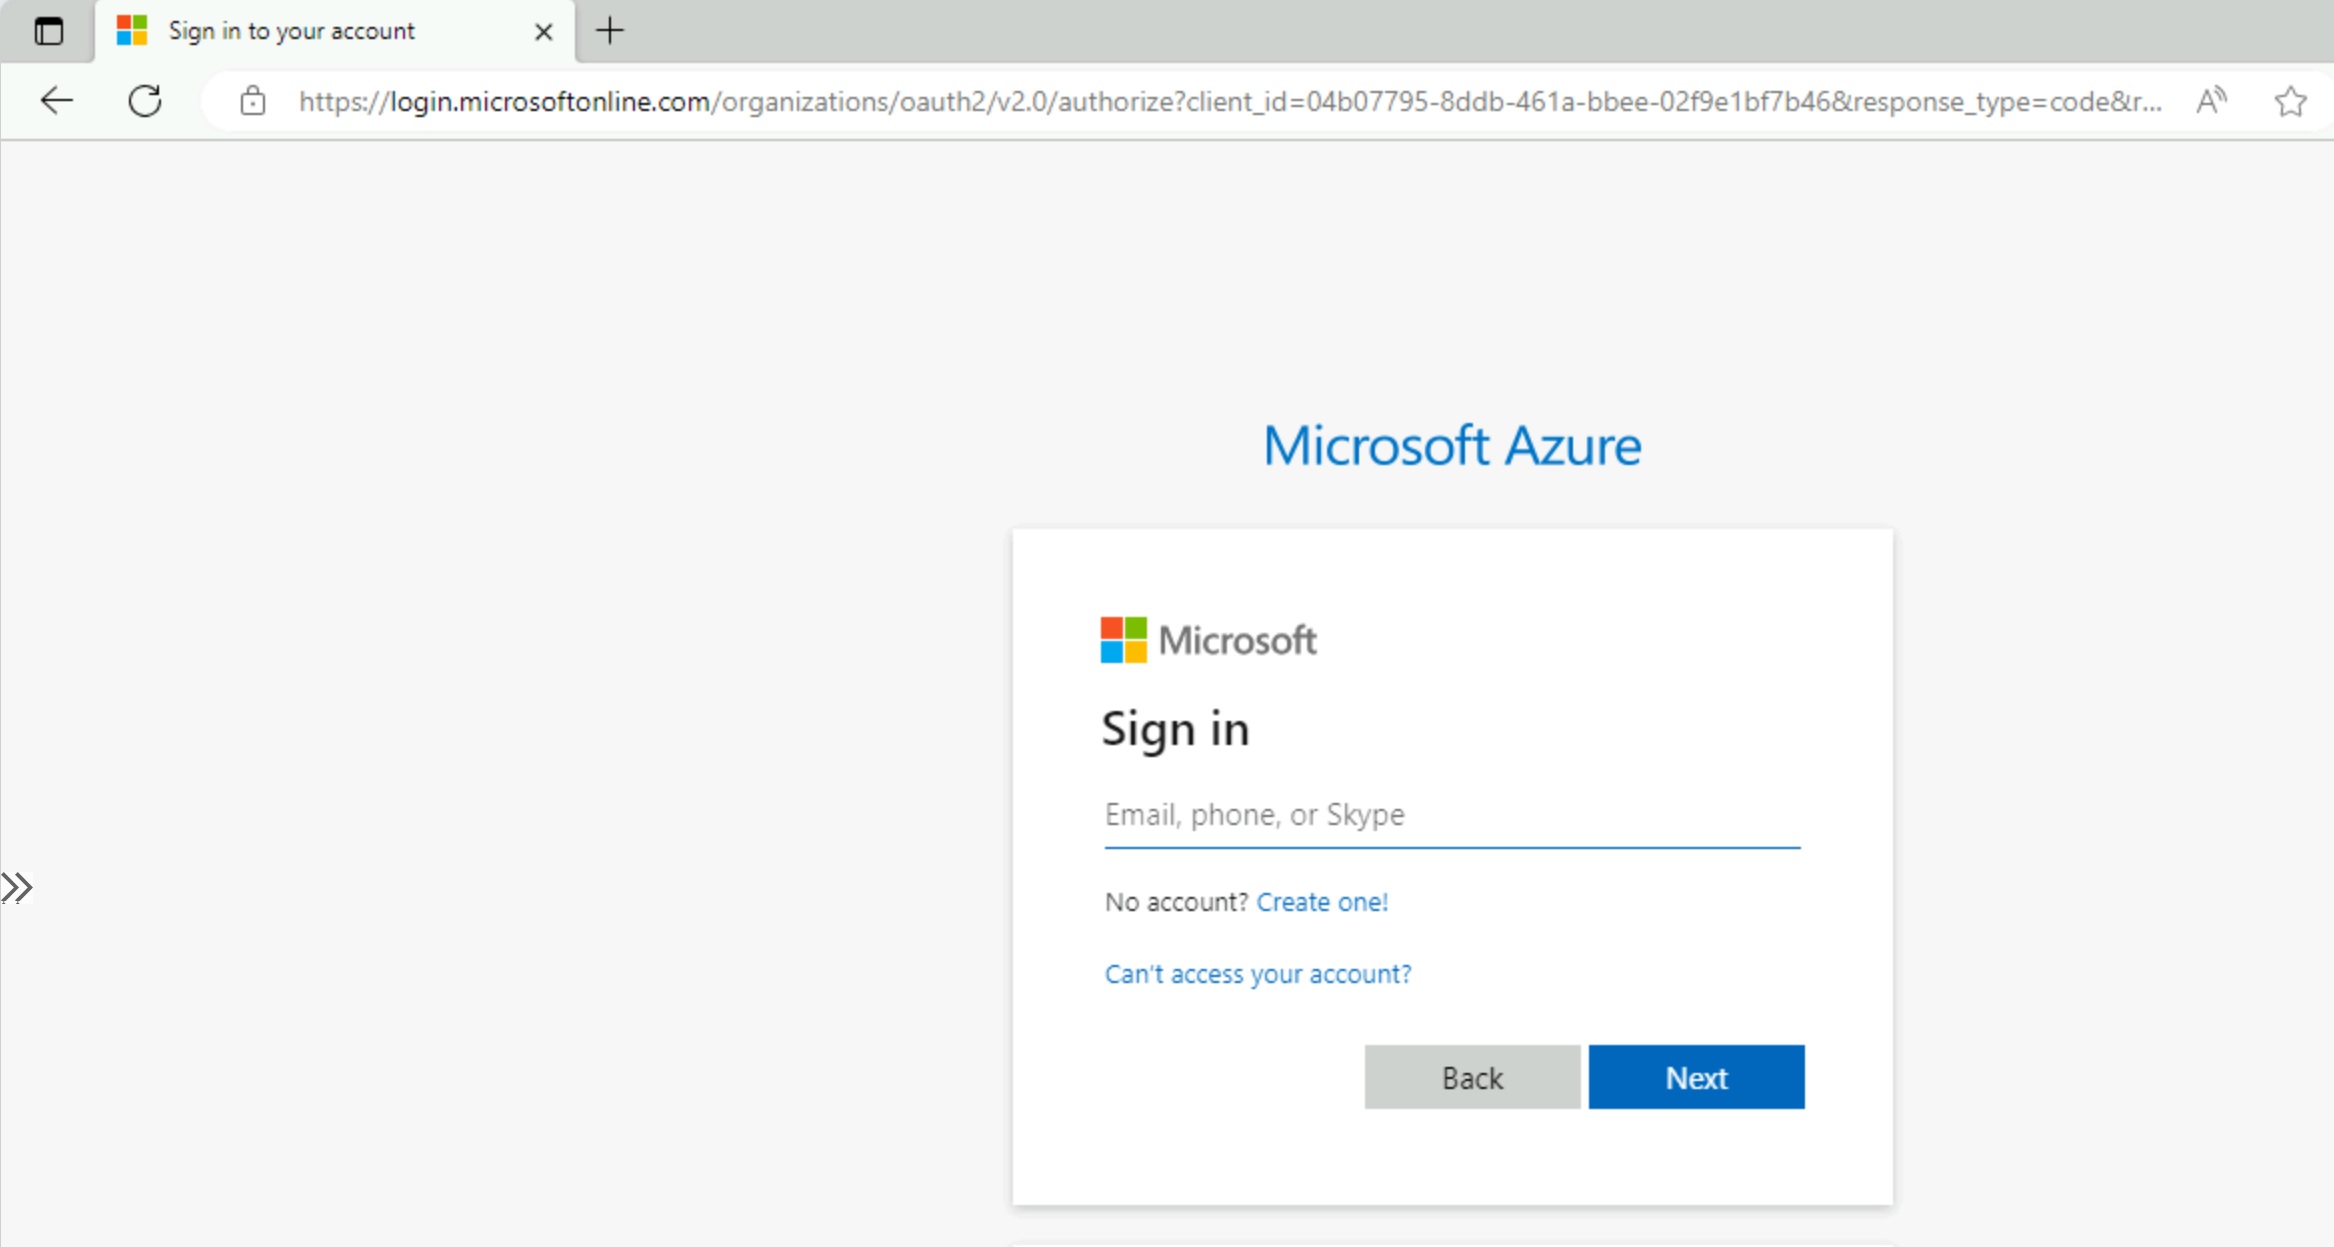 Sign in to your account
https://login.microsoftonline.com/organizations/oauth2/v2.0/authorize?client_id=04b07795-8ddb-461a-bbee-02f9e1bf7b46&response_type=code&r...
Microsoft Azure
Microsoft
Sign in
Email, phone, or Skype
No account? Create one!
Can't access your account?
Back
Next